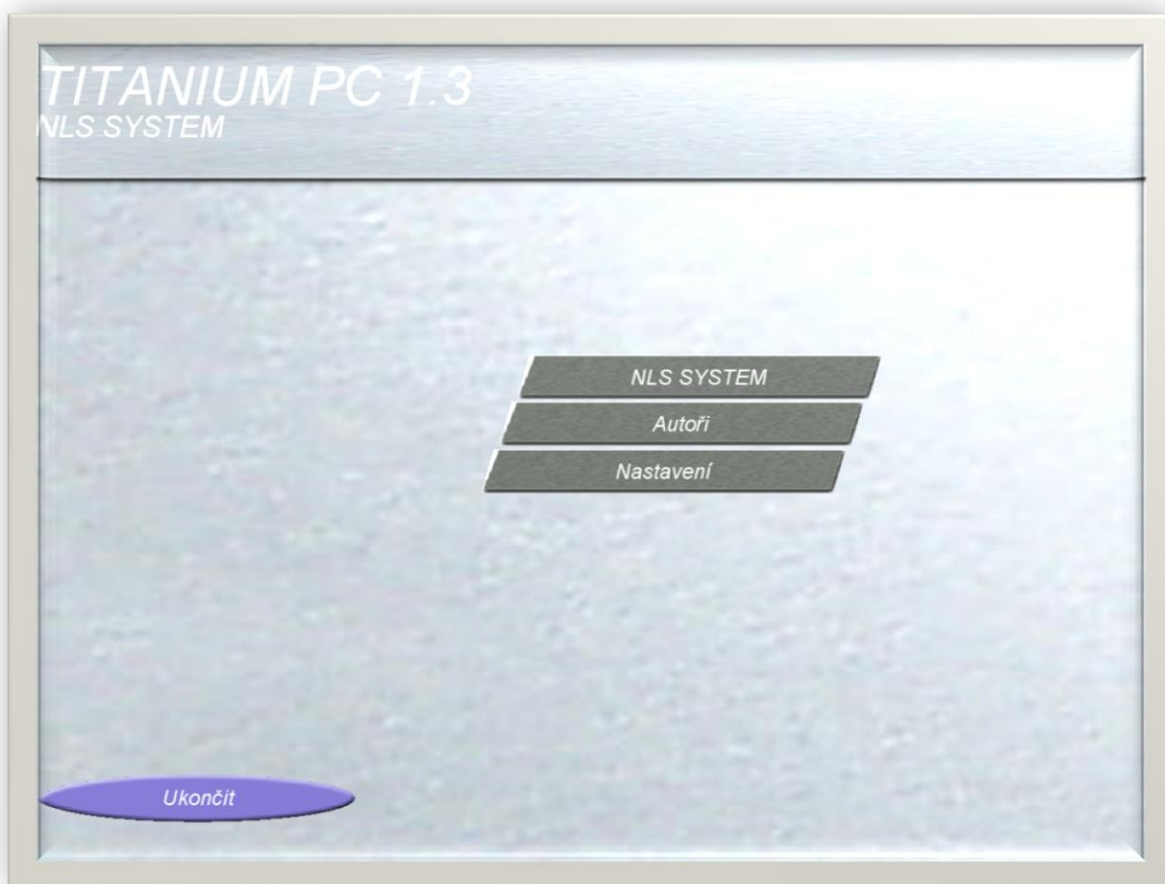 TITANIUM PC 1.3
NLS SYSTEM
NLS SYSTEM
Autoři
Nastavení
Ukončit